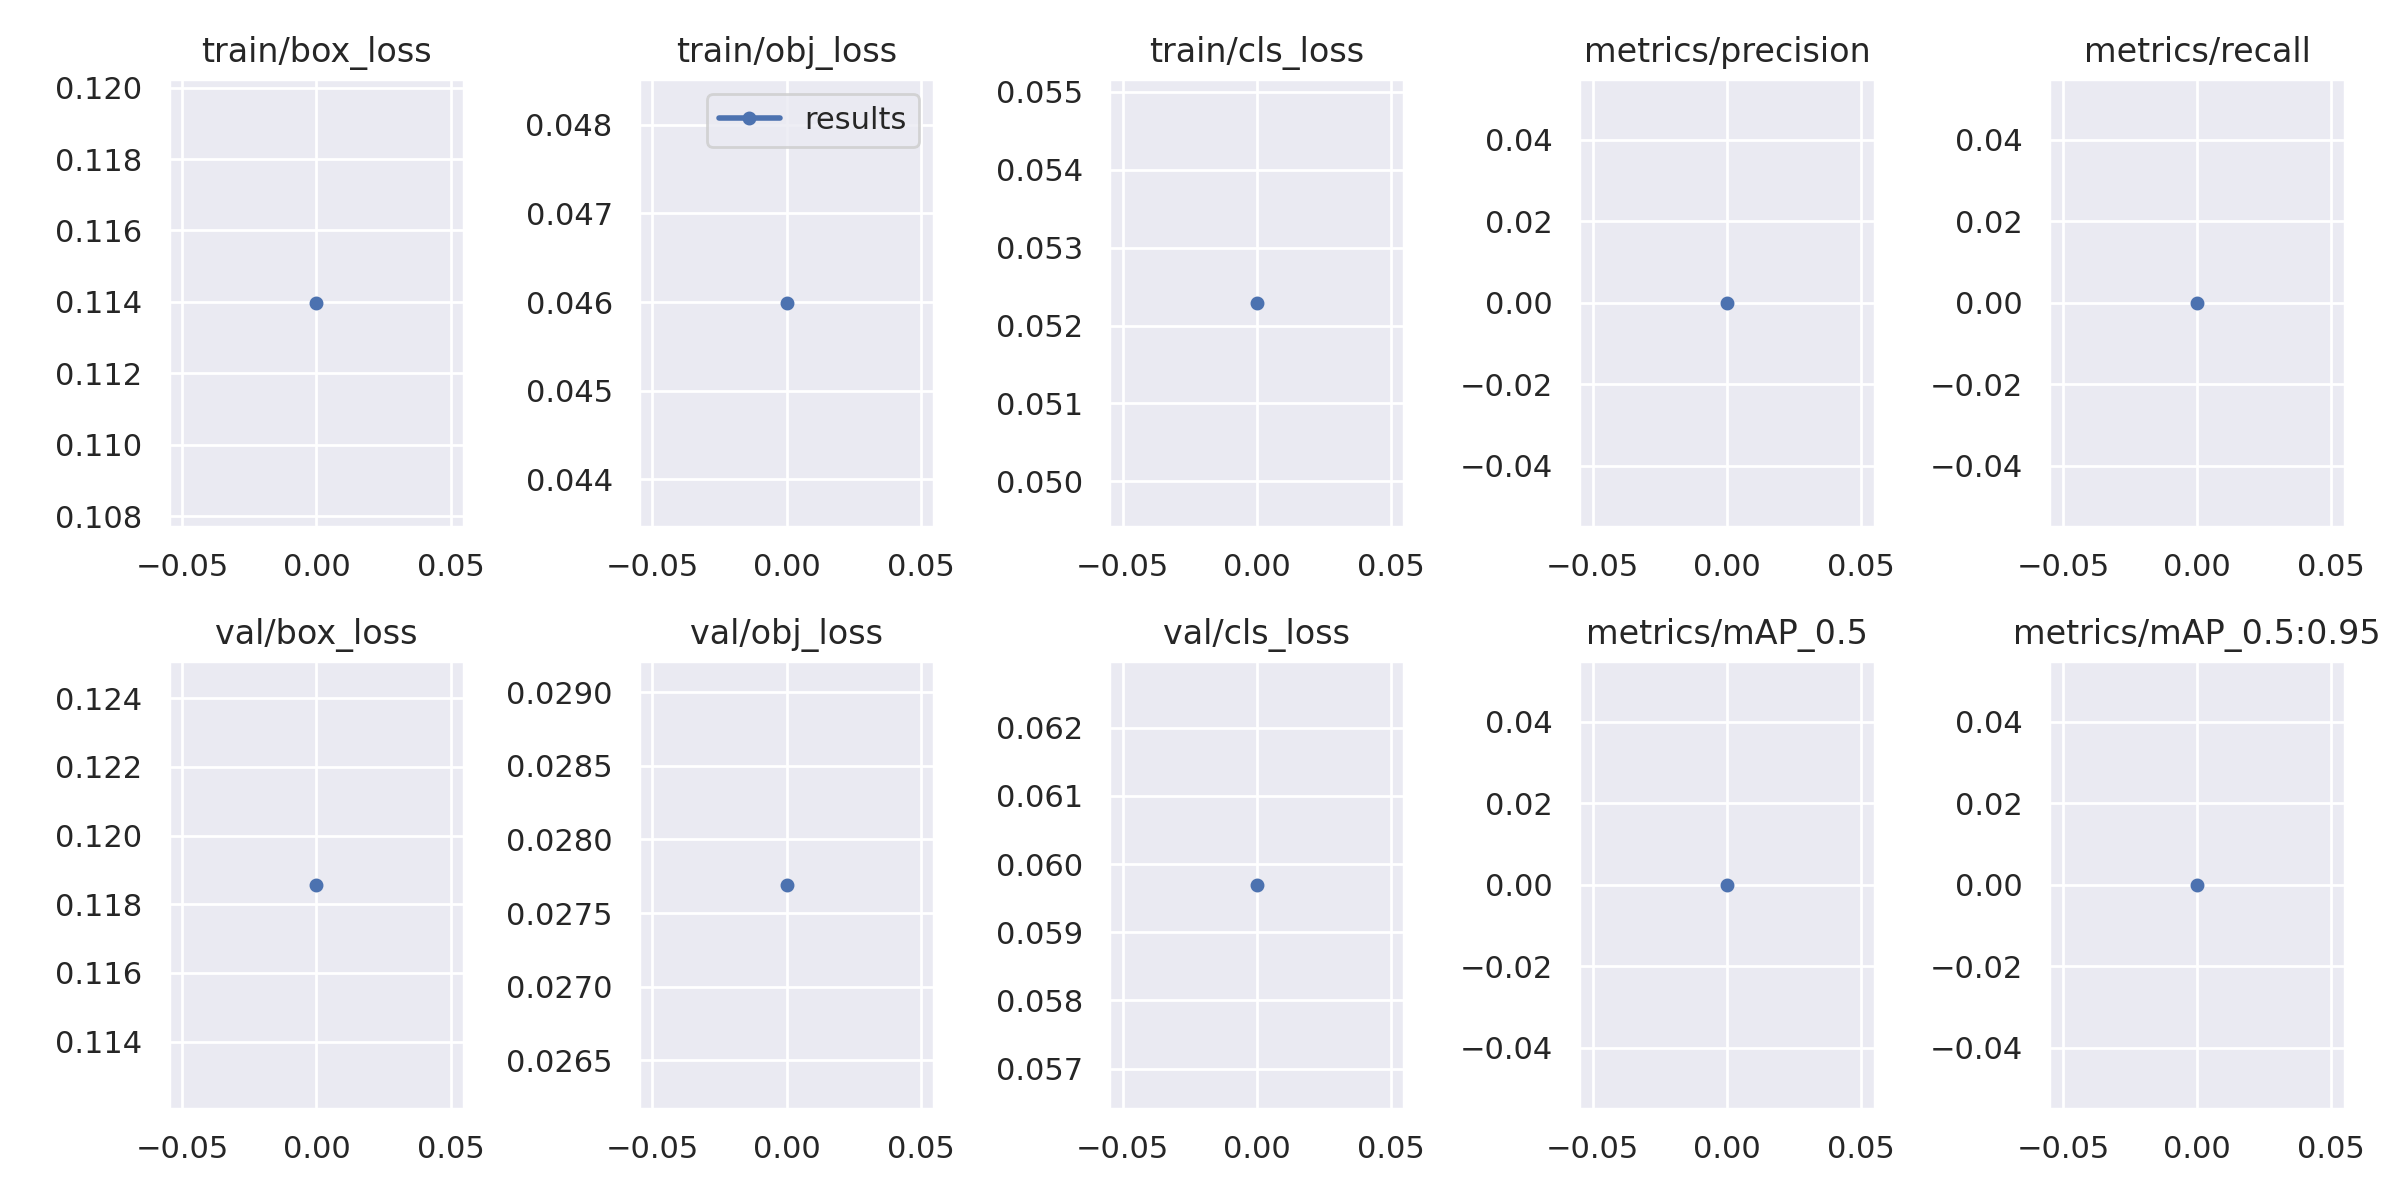 train/box_loss
train/obj_loss
train/cls_loss
metrics/precision
metrics/recall
0.120
0.118
0.116
0.114
0.112
0.110
0.108
−0.05 0.00 0.05
results
0.048
0.047
0.046
0.045
0.044
−0.05 0.00 0.05
0.055
0.054
0.053
0.052
0.051
0.050
−0.05 0.00 0.05
0.04
0.02
0.00
−0.02
−0.04
−0.05 0.00 0.05
0.04
0.02
0.00
−0.02
−0.04
−0.05 0.00 0.05
val/box_loss
val/obj_loss
val/cls_loss
metrics/mAP_0.5
metrics/mAP_0.5:0.95
0.124
0.122
0.120
0.118
0.116
0.114
−0.05 0.00 0.05
0.0290
0.0285
0.0280
0.0275
0.0270
0.0265
−0.05 0.00 0.05
0.062
0.061
0.060
0.059
0.058
0.057
−0.05 0.00 0.05
0.04
0.02
0.00
−0.02
−0.04
−0.05 0.00 0.05
0.04
0.02
0.00
−0.02
−0.04
−0.05 0.00 0.05